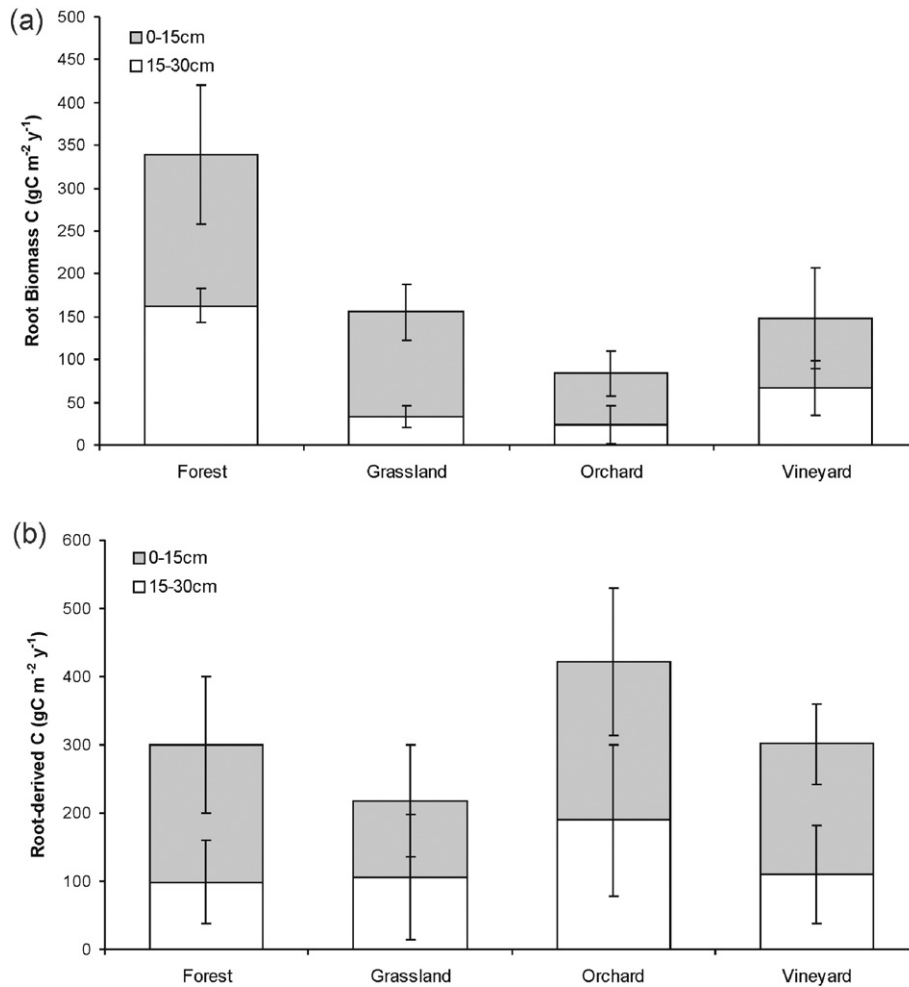 (a)
500
450
400
350
300
250
200
150
100
50
0
Root Biomass C (gC m⁻² y⁻¹)
0-15cm
15-30cm
Forest Grassland Orchard Vineyard
(b)
600
500
400
300
200
100
0
Root-derived C (gC m⁻² y⁻¹)
0-15cm
15-30cm
Forest Grassland Orchard Vineyard